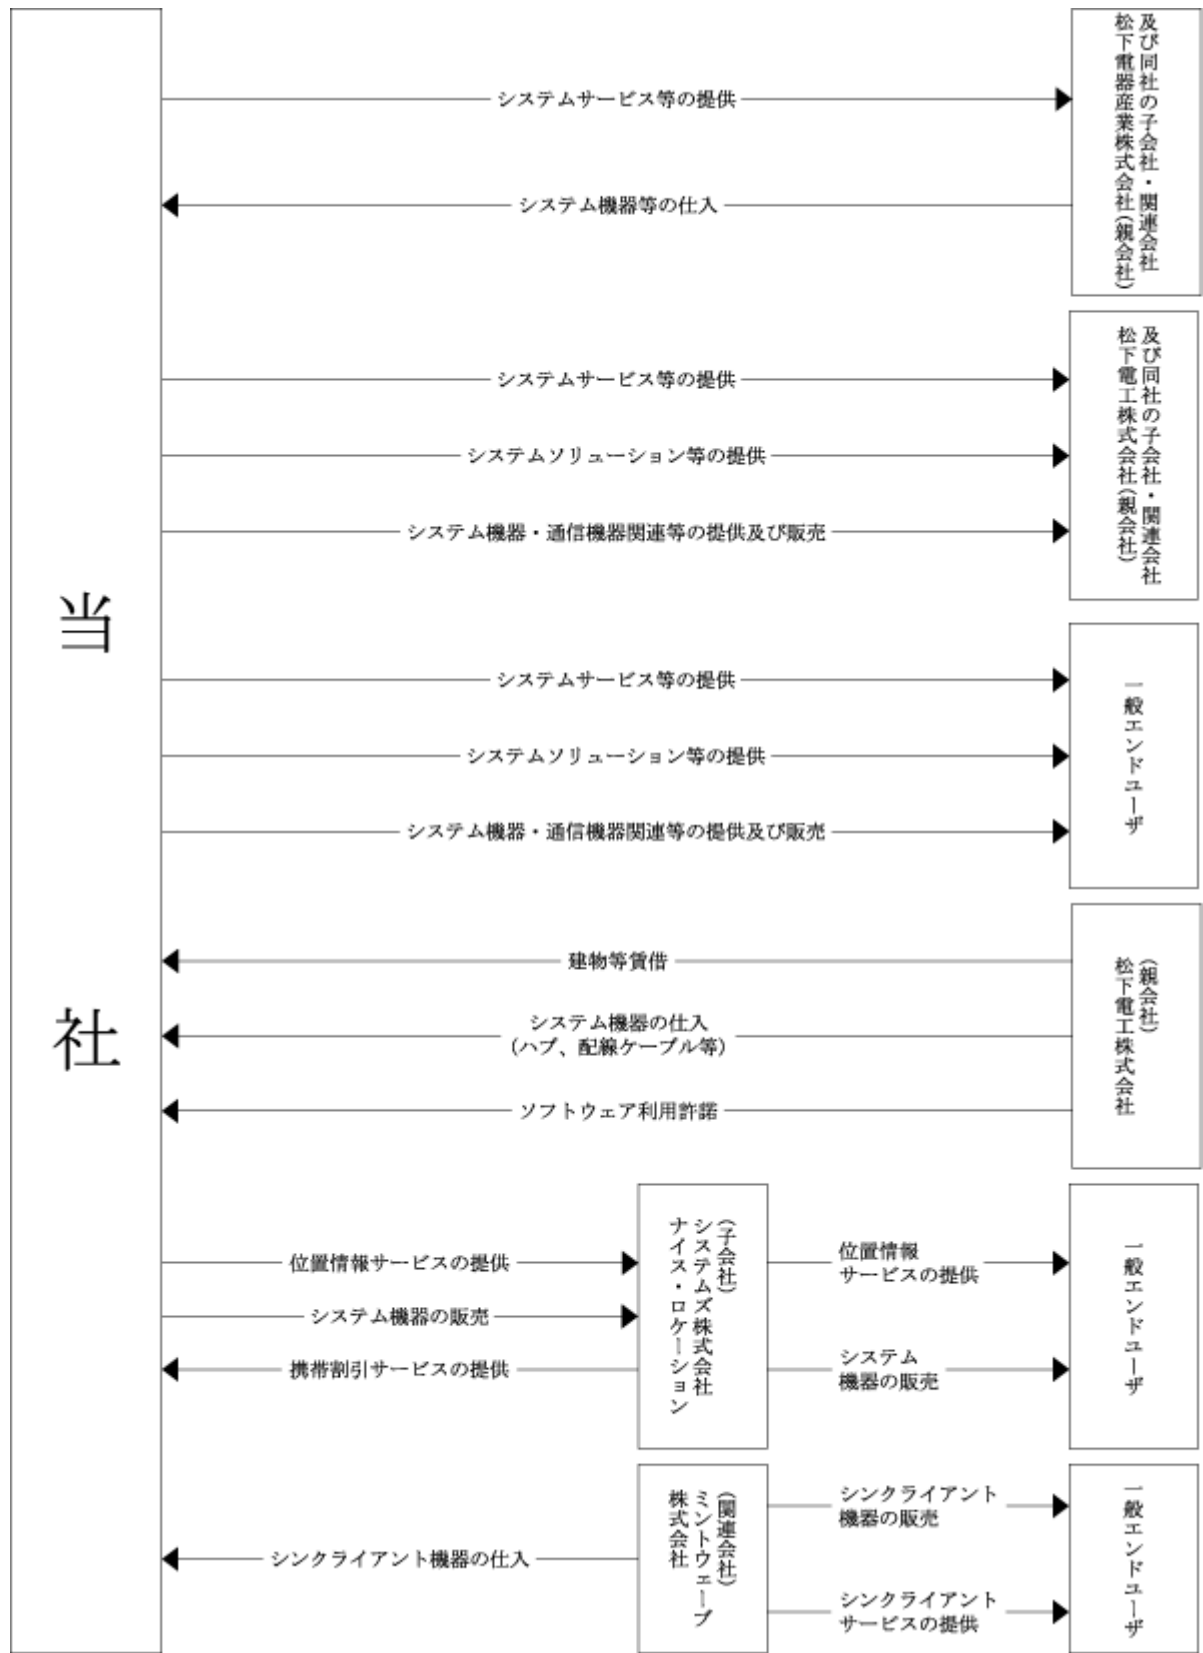 当社
システムサービス等の提供
システム機器等の仕入
松下電器産業株式会社(親会社)
及び同社の子会社・関連会社
システムサービス等の提供
システムソリューション等の提供
システム機器・通信機器関連等の提供及び販売
松下電工株式会社(親会社)
及び同社の子会社・関連会社
システムサービス等の提供
システムソリューション等の提供
システム機器・通信機器関連等の提供及び販売
一般エンドユーザ
建物等賃借
システム機器の仕入
(ハブ、配線ケーブル等)
ソフトウェア利用許諾
(親会社)
松下電工株式会社
位置情報サービスの提供
システム機器の販売
携帯割引サービスの提供
(子会社)
ナイス・ロケーション
システムズ株式会社
位置情報
サービスの提供
システム
機器の販売
一般エンドユーザ
シンクライアント機器の仕入
(関連会社)
ミントウェーブ
株式会社
シンクライアント
機器の販売
シンクライアント
サービスの提供
一般エンドユーザ